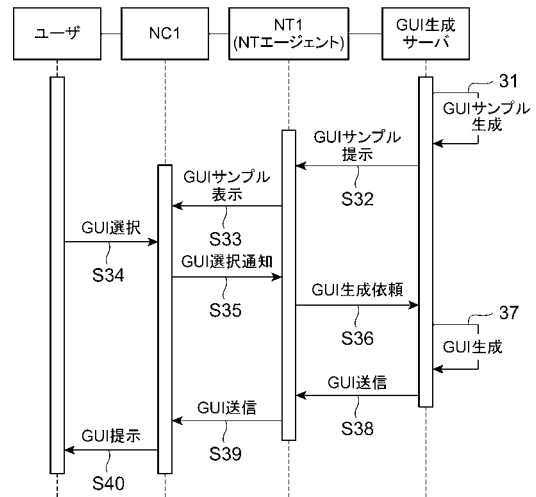 ユーザ
NC1
NT1
(NTエージェント)
GUI生成
サーバ
31
GUIサンプル
生成
GUIサンプル
提示
S32
GUIサンプル
表示
S33
GUI選択
S34
GUI選択通知
S35
GUI生成依頼
S36
37
GUI生成
GUI送信
S38
GUI送信
S39
GUI提示
S40